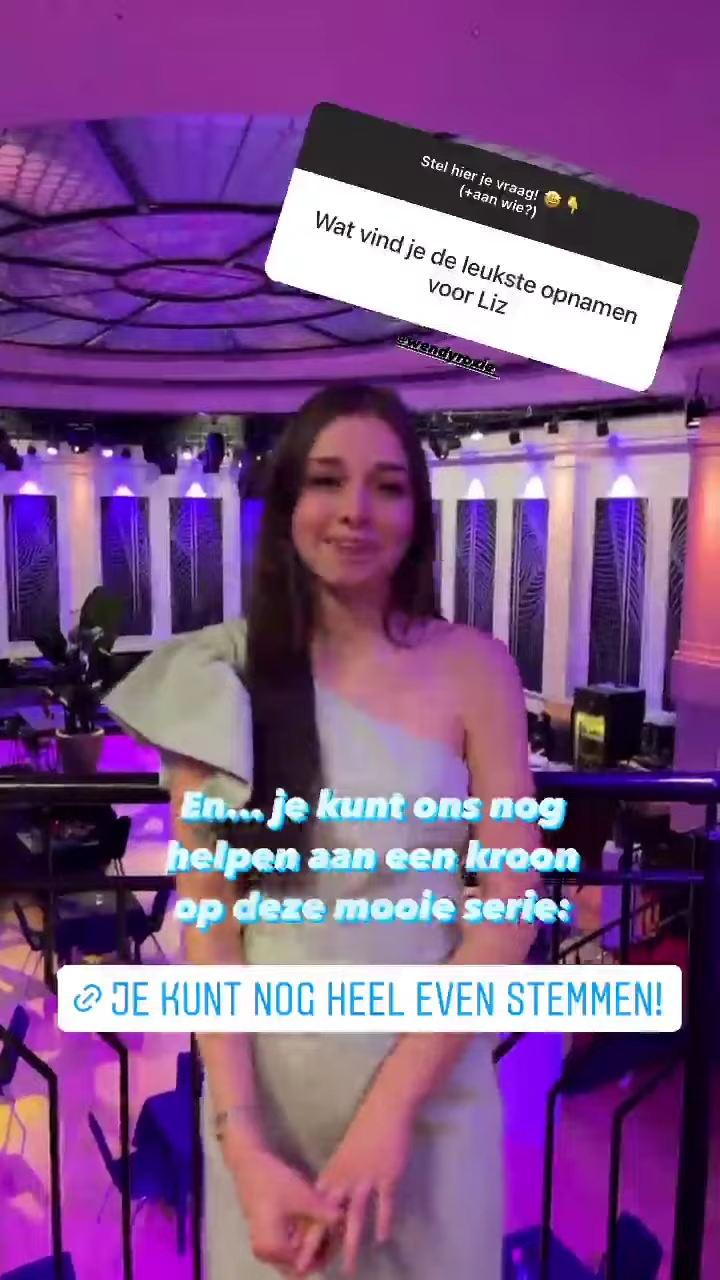 Stel hier je vraag! 🤩👇
(+aan wie?)
Wat vind je de leukste opnamen
voor Liz
@wendyroxie
En... je kunt ons nog
helpen aan een kroon
op deze mooie serie:
JE KUNT NOG HEEL EVEN STEMMEN!